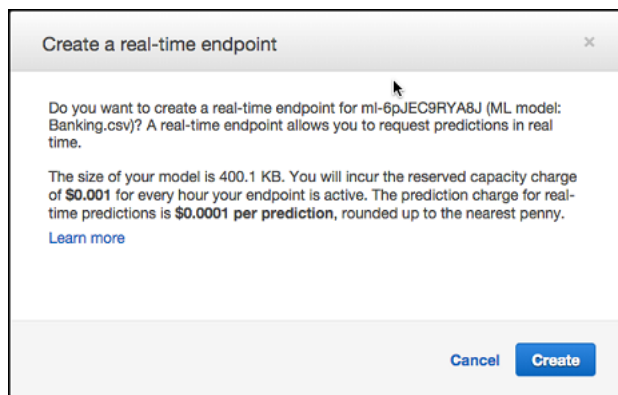 Create a real-time endpoint
×
Do you want to create a real-time endpoint for ml-6pJEC9RYA8J (ML model:
Banking.csv)? A real-time endpoint allows you to request predictions in real
time.
The size of your model is 400.1 KB. You will incur the reserved capacity charge
of $0.001 for every hour your endpoint is active. The prediction charge for real-
time predictions is $0.0001 per prediction, rounded up to the nearest penny.
Learn more
Cancel
Create